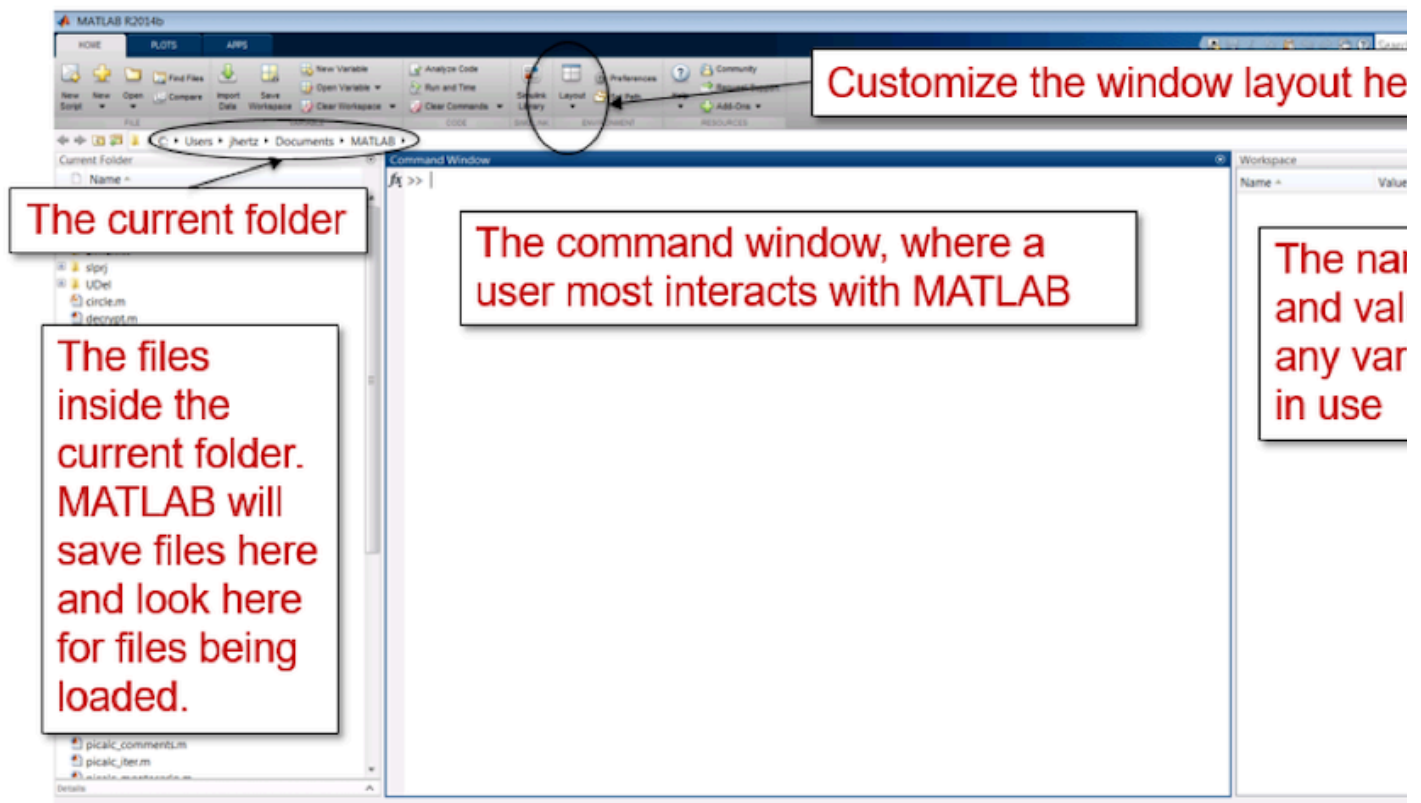 MATLAB R2014b
HOME PLOTS APPS
Search
New Variable Analyze Code Preferences Community
Find Files Open Variable Run and Time Request Support
New Script New Open Compare Import Data Save Workspace Clear Workspace Clear Commands Simulink Library Layout Path Help Add-Ons
FILE CODE ENVIRONMENT RESOURCES
Customize the window layout he
C: Users jhertz Documents MATLAB
Current Folder
Name
Command Window
fx >>
Workspace
Name Value
The current folder
The command window, where a
user most interacts with MATLAB
The nar
and val
any var
in use
slprj
UDel
circle.m
decrypt.m
The files
inside the
current folder.
MATLAB will
save files here
and look here
for files being
loaded.
picalc_comments.m
picalc_iter.m
Details